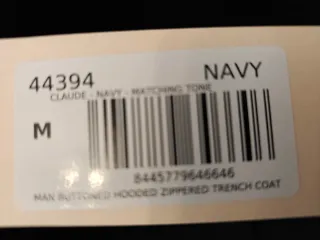 44394 NAVY
CLAUDE - NAVY - MATCHING TONE
M
8445779646646
MAN BUTTONED HOODED ZIPPERED TRENCH COAT